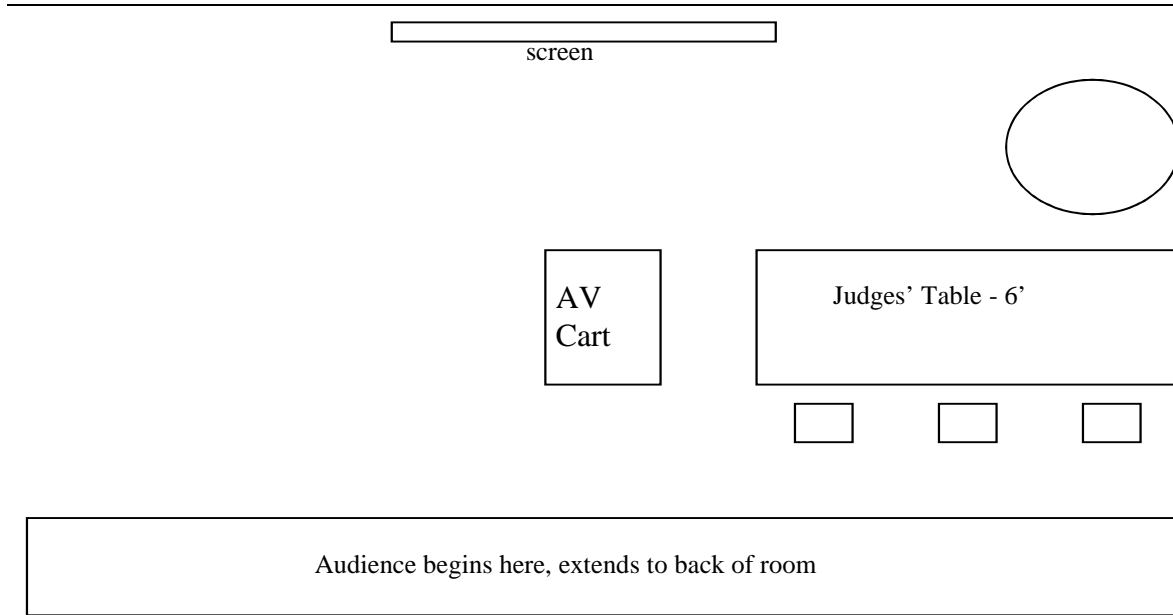 screen
AV
Cart
Judges’ Table - 6’
Audience begins here, extends to back of room